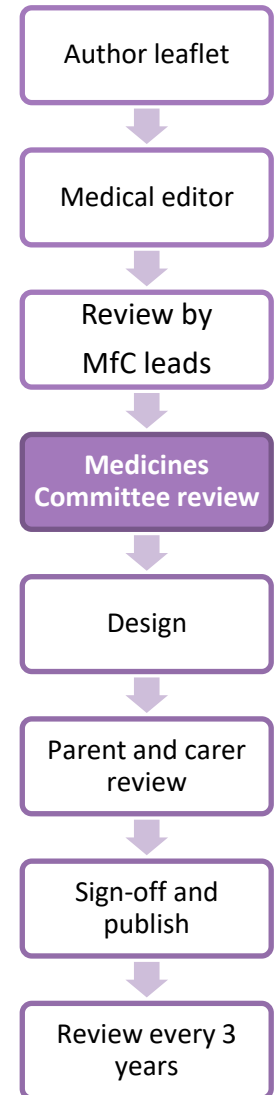 Author leaflet
Medical editor
Review by
MfC leads
Medicines
Committee review
Design
Parent and carer
review
Sign-off and
publish
Review every 3
years